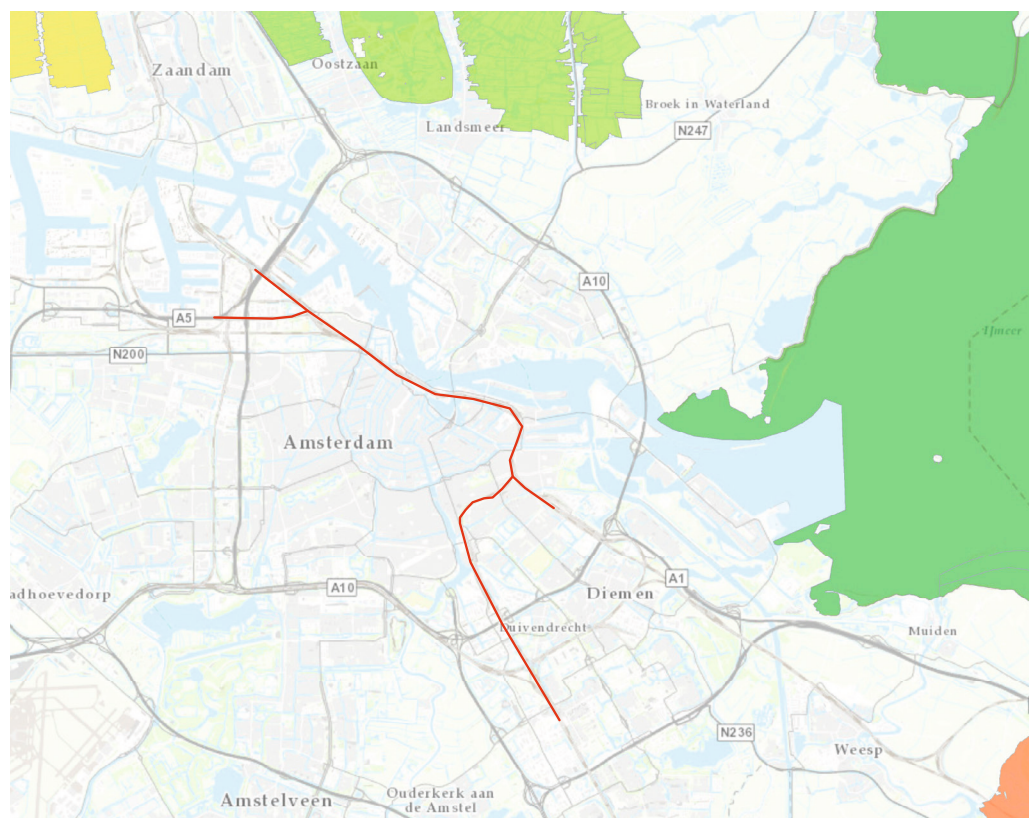 Oostzaan
Zaandam
Broek in Waterland
Landsmeer
N247
A10
A5
IJmeer
N200
Amsterdam
A1
A10
Diemen
adhoevedorp
Duivendrecht
Muiden
N236
Weesp
Ouderkerk aan
de Amstel
Amstelveen